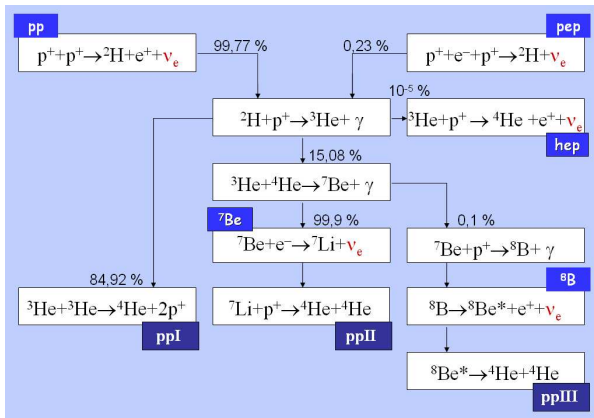 pp
pep
p⁺+p⁺→²H+e⁺+νₑ
99,77 %
0,23 %
p⁺+e⁻+p⁺→²H+νₑ
10⁻⁵ %
²H+p⁺→³He+ γ
³He+p⁺→ ⁴He +e⁺+νₑ
hep
15,08 %
³He+⁴He→⁷Be+ γ
⁷Be
99,9 %
0,1 %
⁷Be+e⁻→⁷Li+νₑ
⁷Be+p⁺→⁸B+ γ
84,92 %
⁸B
³He+³He→⁴He+2p⁺
⁷Li+p⁺→⁴He+⁴He
⁸B→⁸Be*+e⁺+νₑ
ppI
ppII
⁸Be*→⁴He+⁴He
ppIII